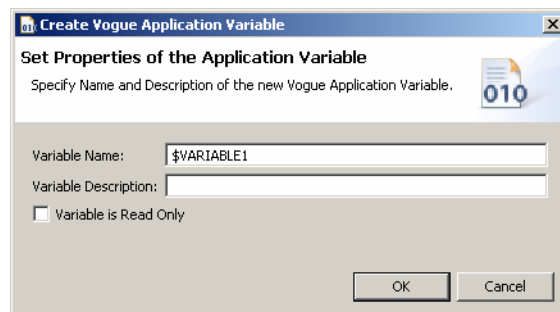 Create Vogue Application Variable
Set Properties of the Application Variable
Specify Name and Description of the new Vogue Application Variable.
010
Variable Name: $VARIABLE1
Variable Description:
Variable is Read Only
OK Cancel